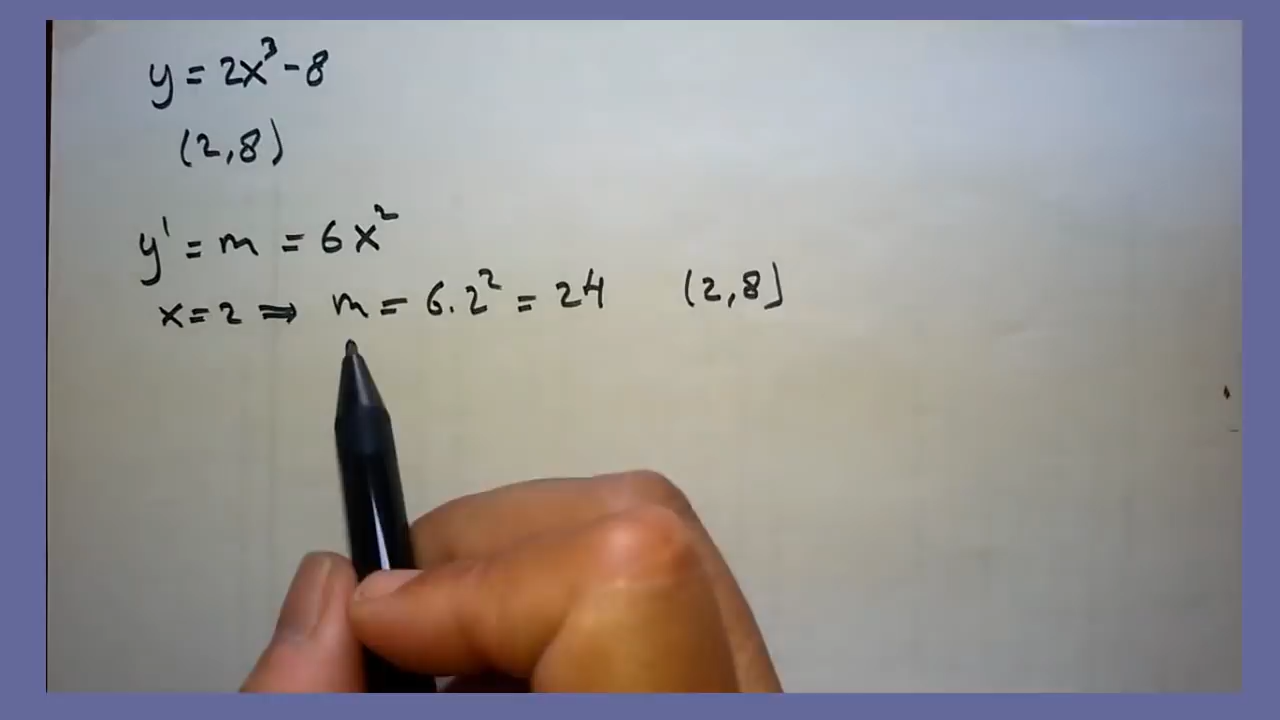 y = 2x³ - 8
(2,8)
y' = m = 6x²
x = 2 ⇒ m = 6.2² = 24 (2,8)